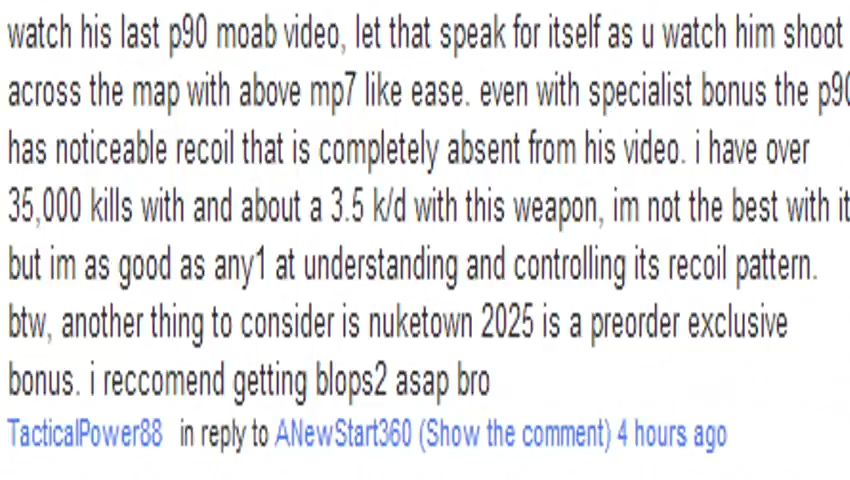 watch his last p90 moab video, let that speak for itself as u watch him shoot
across the map with above mp7 like ease. even with specialist bonus the p90
has noticeable recoil that is completely absent from his video. i have over
35,000 kills with and about a 3.5 k/d with this weapon, im not the best with it
but im as good as any1 at understanding and controlling its recoil pattern.
btw, another thing to consider is nuketown 2025 is a preorder exclusive
bonus. i reccomend getting blops2 asap bro
TacticalPower88 in reply to ANewStart360 (Show the comment) 4 hours ago